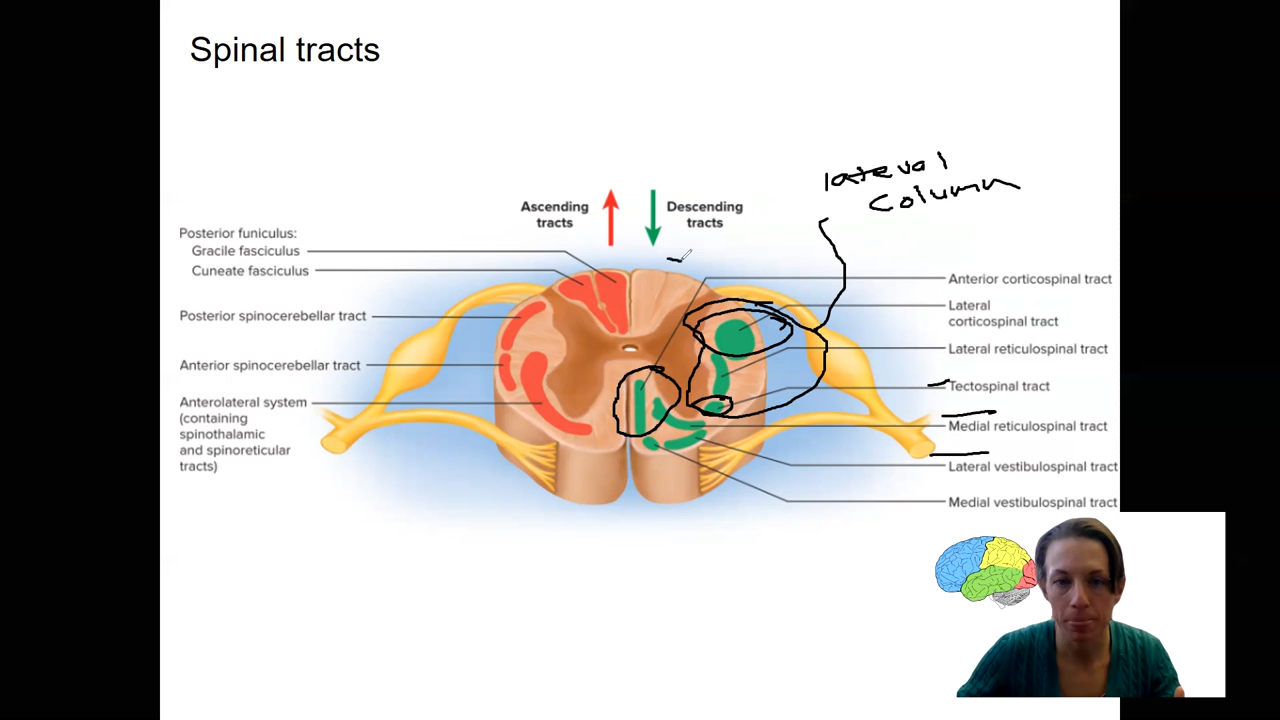 Spinal tracts
lateral
column
Ascending
tracts
Descending
tracts
Posterior funiculus:
Gracile fasciculus
Cuneate fasciculus
Posterior spinocerebellar tract
Anterior spinocerebellar tract
Anterolateral system
(containing
spinothalamic
and spinoreticular
tracts)
Anterior corticospinal tract
Lateral
corticospinal tract
Lateral reticulospinal tract
Tectospinal tract
Medial reticulospinal tract
Lateral vestibulospinal tract
Medial vestibulospinal tract